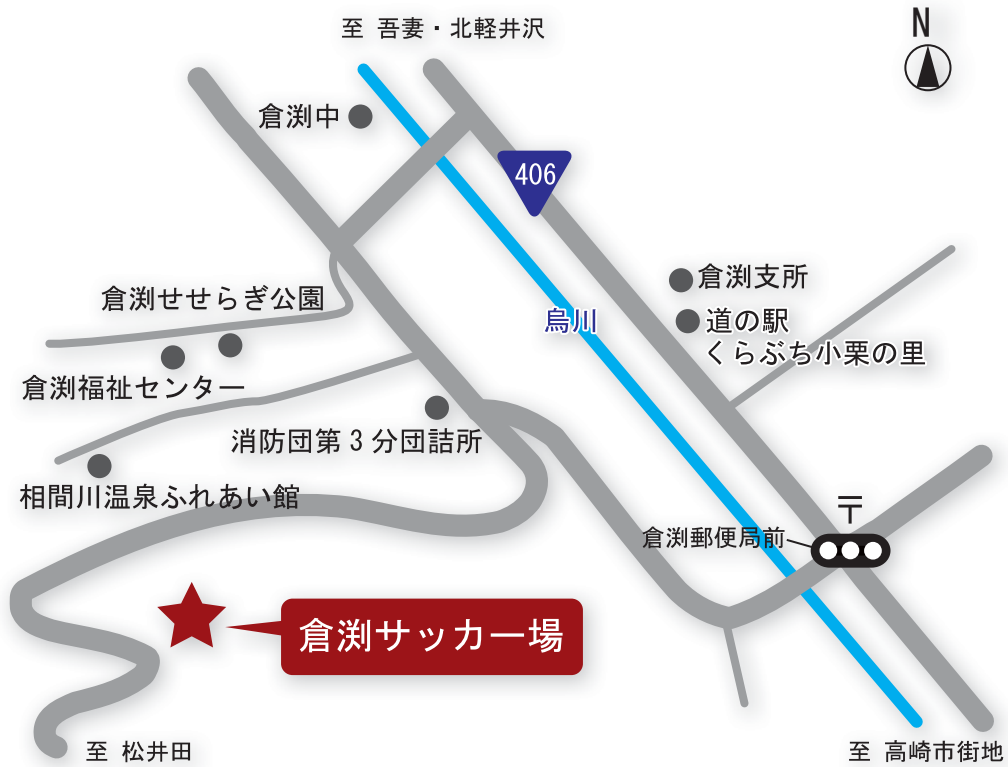 至 吾妻・北軽井沢
N
倉渕中
406
倉渕支所
倉渕せせらぎ公園
烏川
道の駅
くらぶち小栗の里
倉渕福祉センター
消防団第３分団詰所
相間川温泉ふれあい館
〒
倉渕郵便局前
倉渕サッカー場
至 松井田
至 高崎市街地